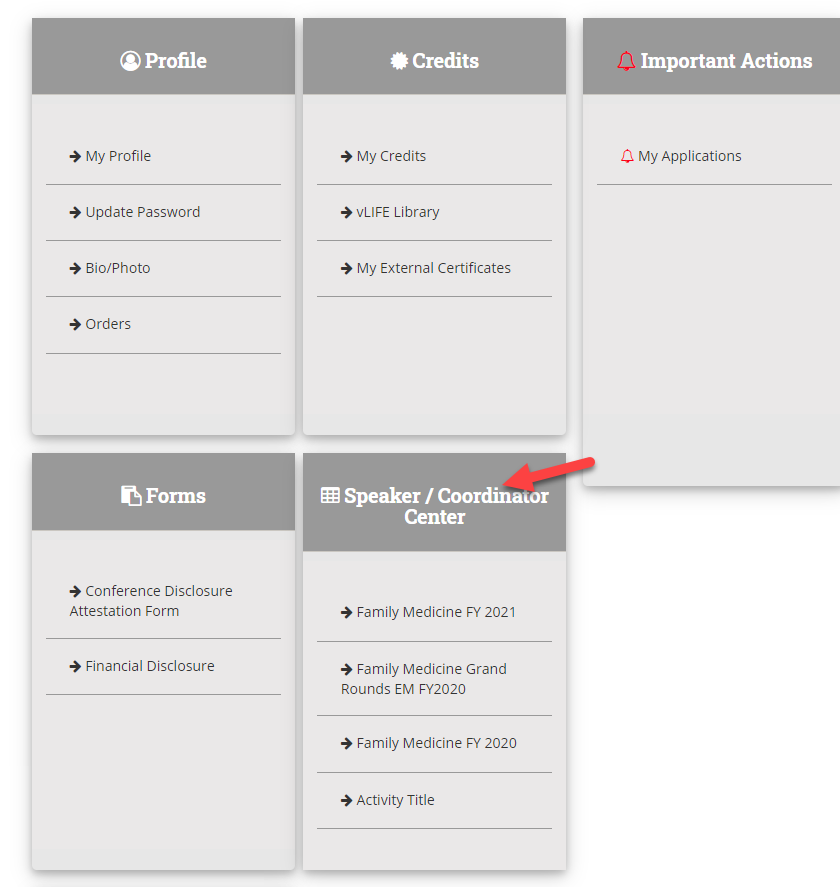 Profile
My Profile
Update Password
Bio/Photo
Orders
Credits
My Credits
vLIFE Library
My External Certificates
Important Actions
My Applications
Forms
Conference Disclosure
Attestation Form
Financial Disclosure
Speaker / Coordinator
Center
Family Medicine FY 2021
Family Medicine Grand
Rounds EM FY2020
Family Medicine FY 2020
Activity Title